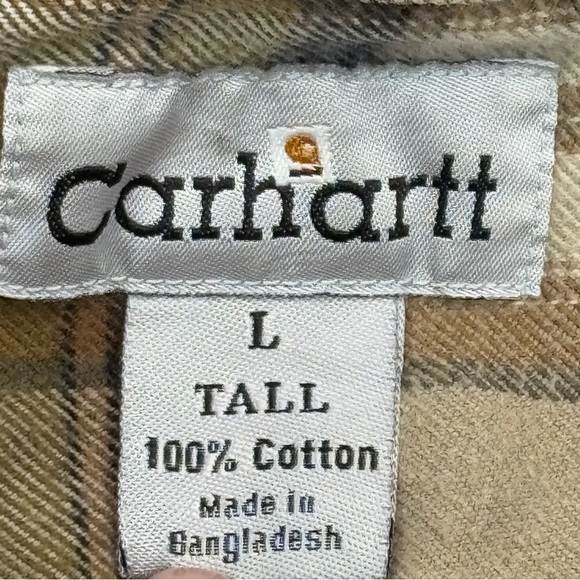 Carhartt
L
TALL
100% Cotton
Made in
Bangladesh